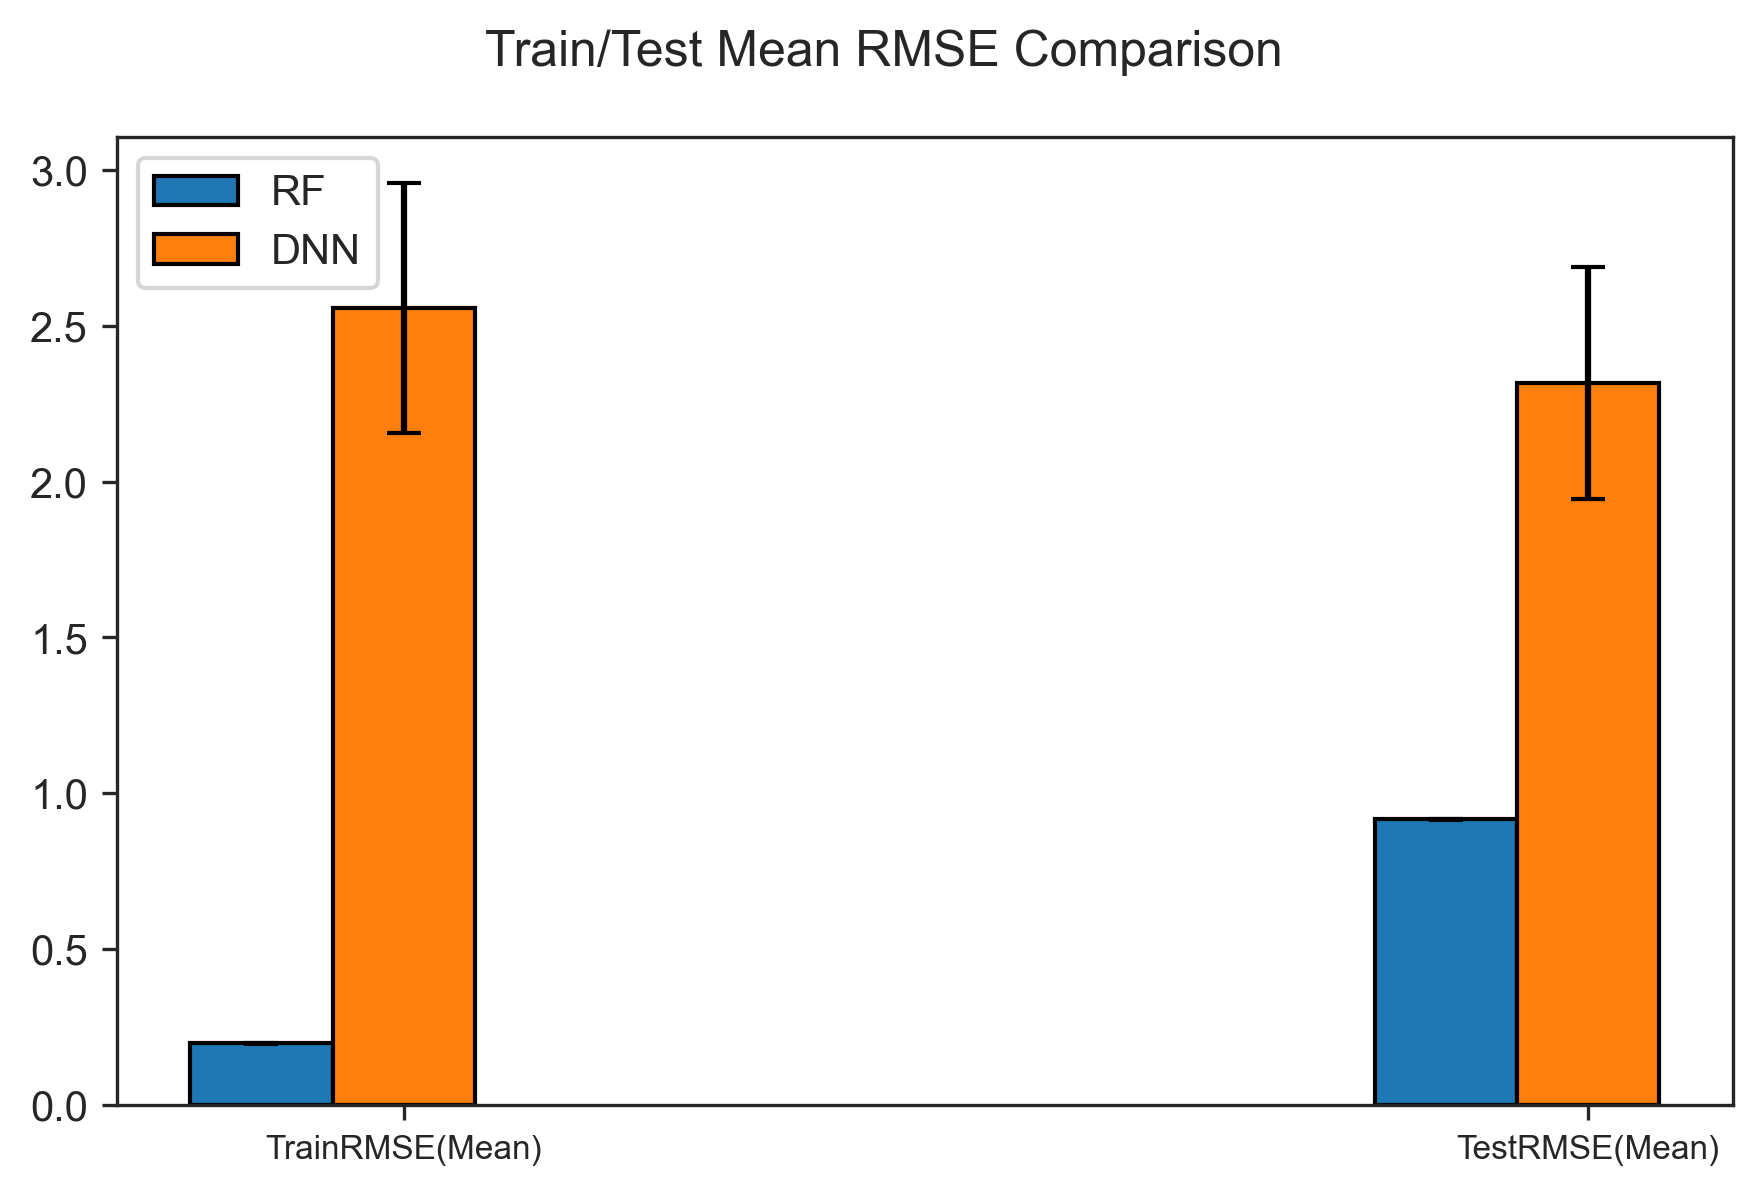 Train/Test Mean RMSE Comparison
3.0
2.5
2.0
1.5
1.0
0.5
0.0
RF
DNN
TrainRMSE(Mean)
TestRMSE(Mean)